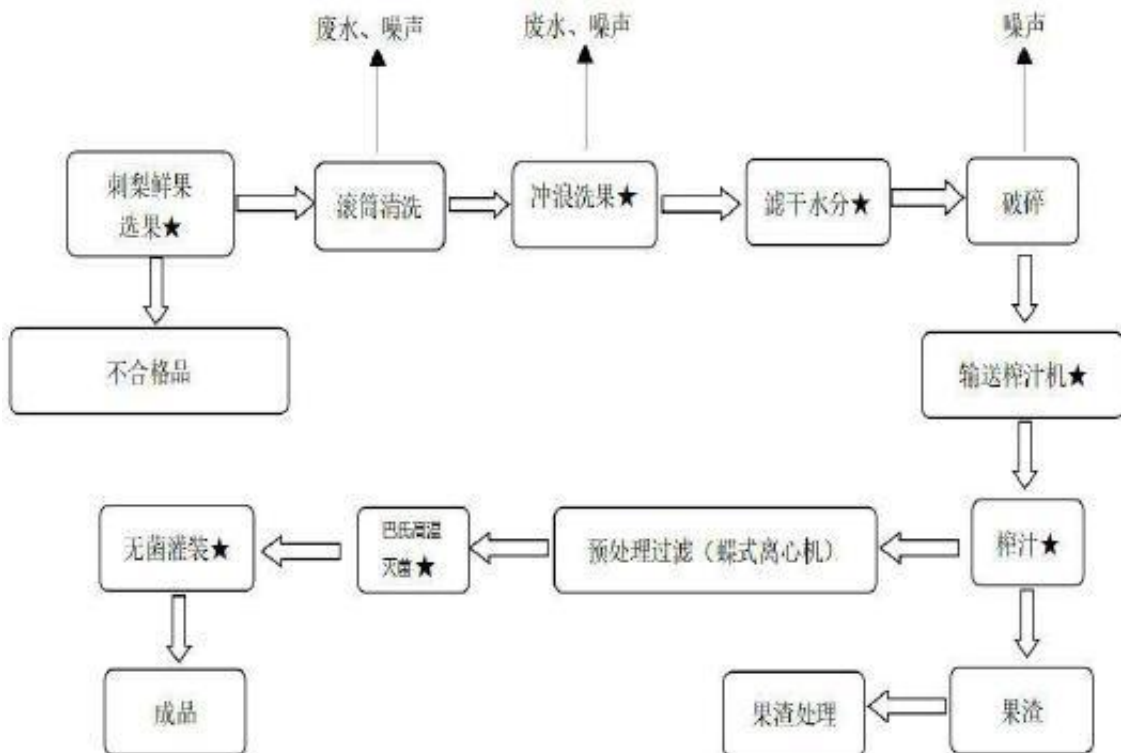 废水、噪声
废水、噪声
噪声
刺梨鲜果
选果★
滚筒清洗
冲浪洗果★
滤干水分★
破碎
不合格品
输送榨汁机★
无菌灌装★
巴氏高温
灭菌★
预处理过滤（蝶式离心机）
榨汁★
成品
果渣处理
果渣